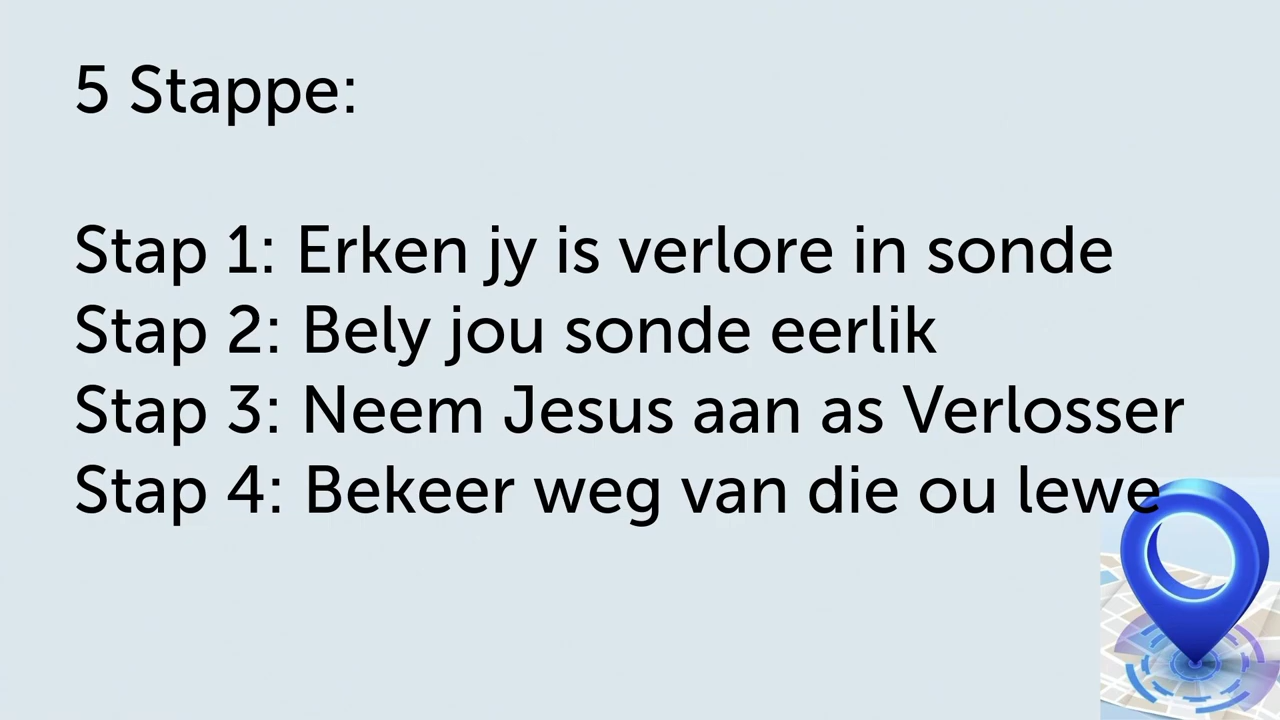 5 Stappe:
Stap 1: Erken jy is verlore in sonde
Stap 2: Bely jou sonde eerlik
Stap 3: Neem Jesus aan as Verlosser
Stap 4: Bekeer weg van die ou lewe